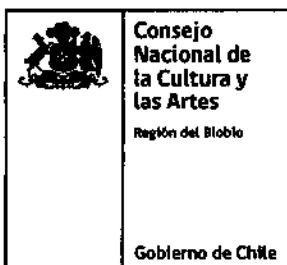 Consejo
Nacional de
la Cultura y
las Artes
Región del Biobío
Gobierno de Chile